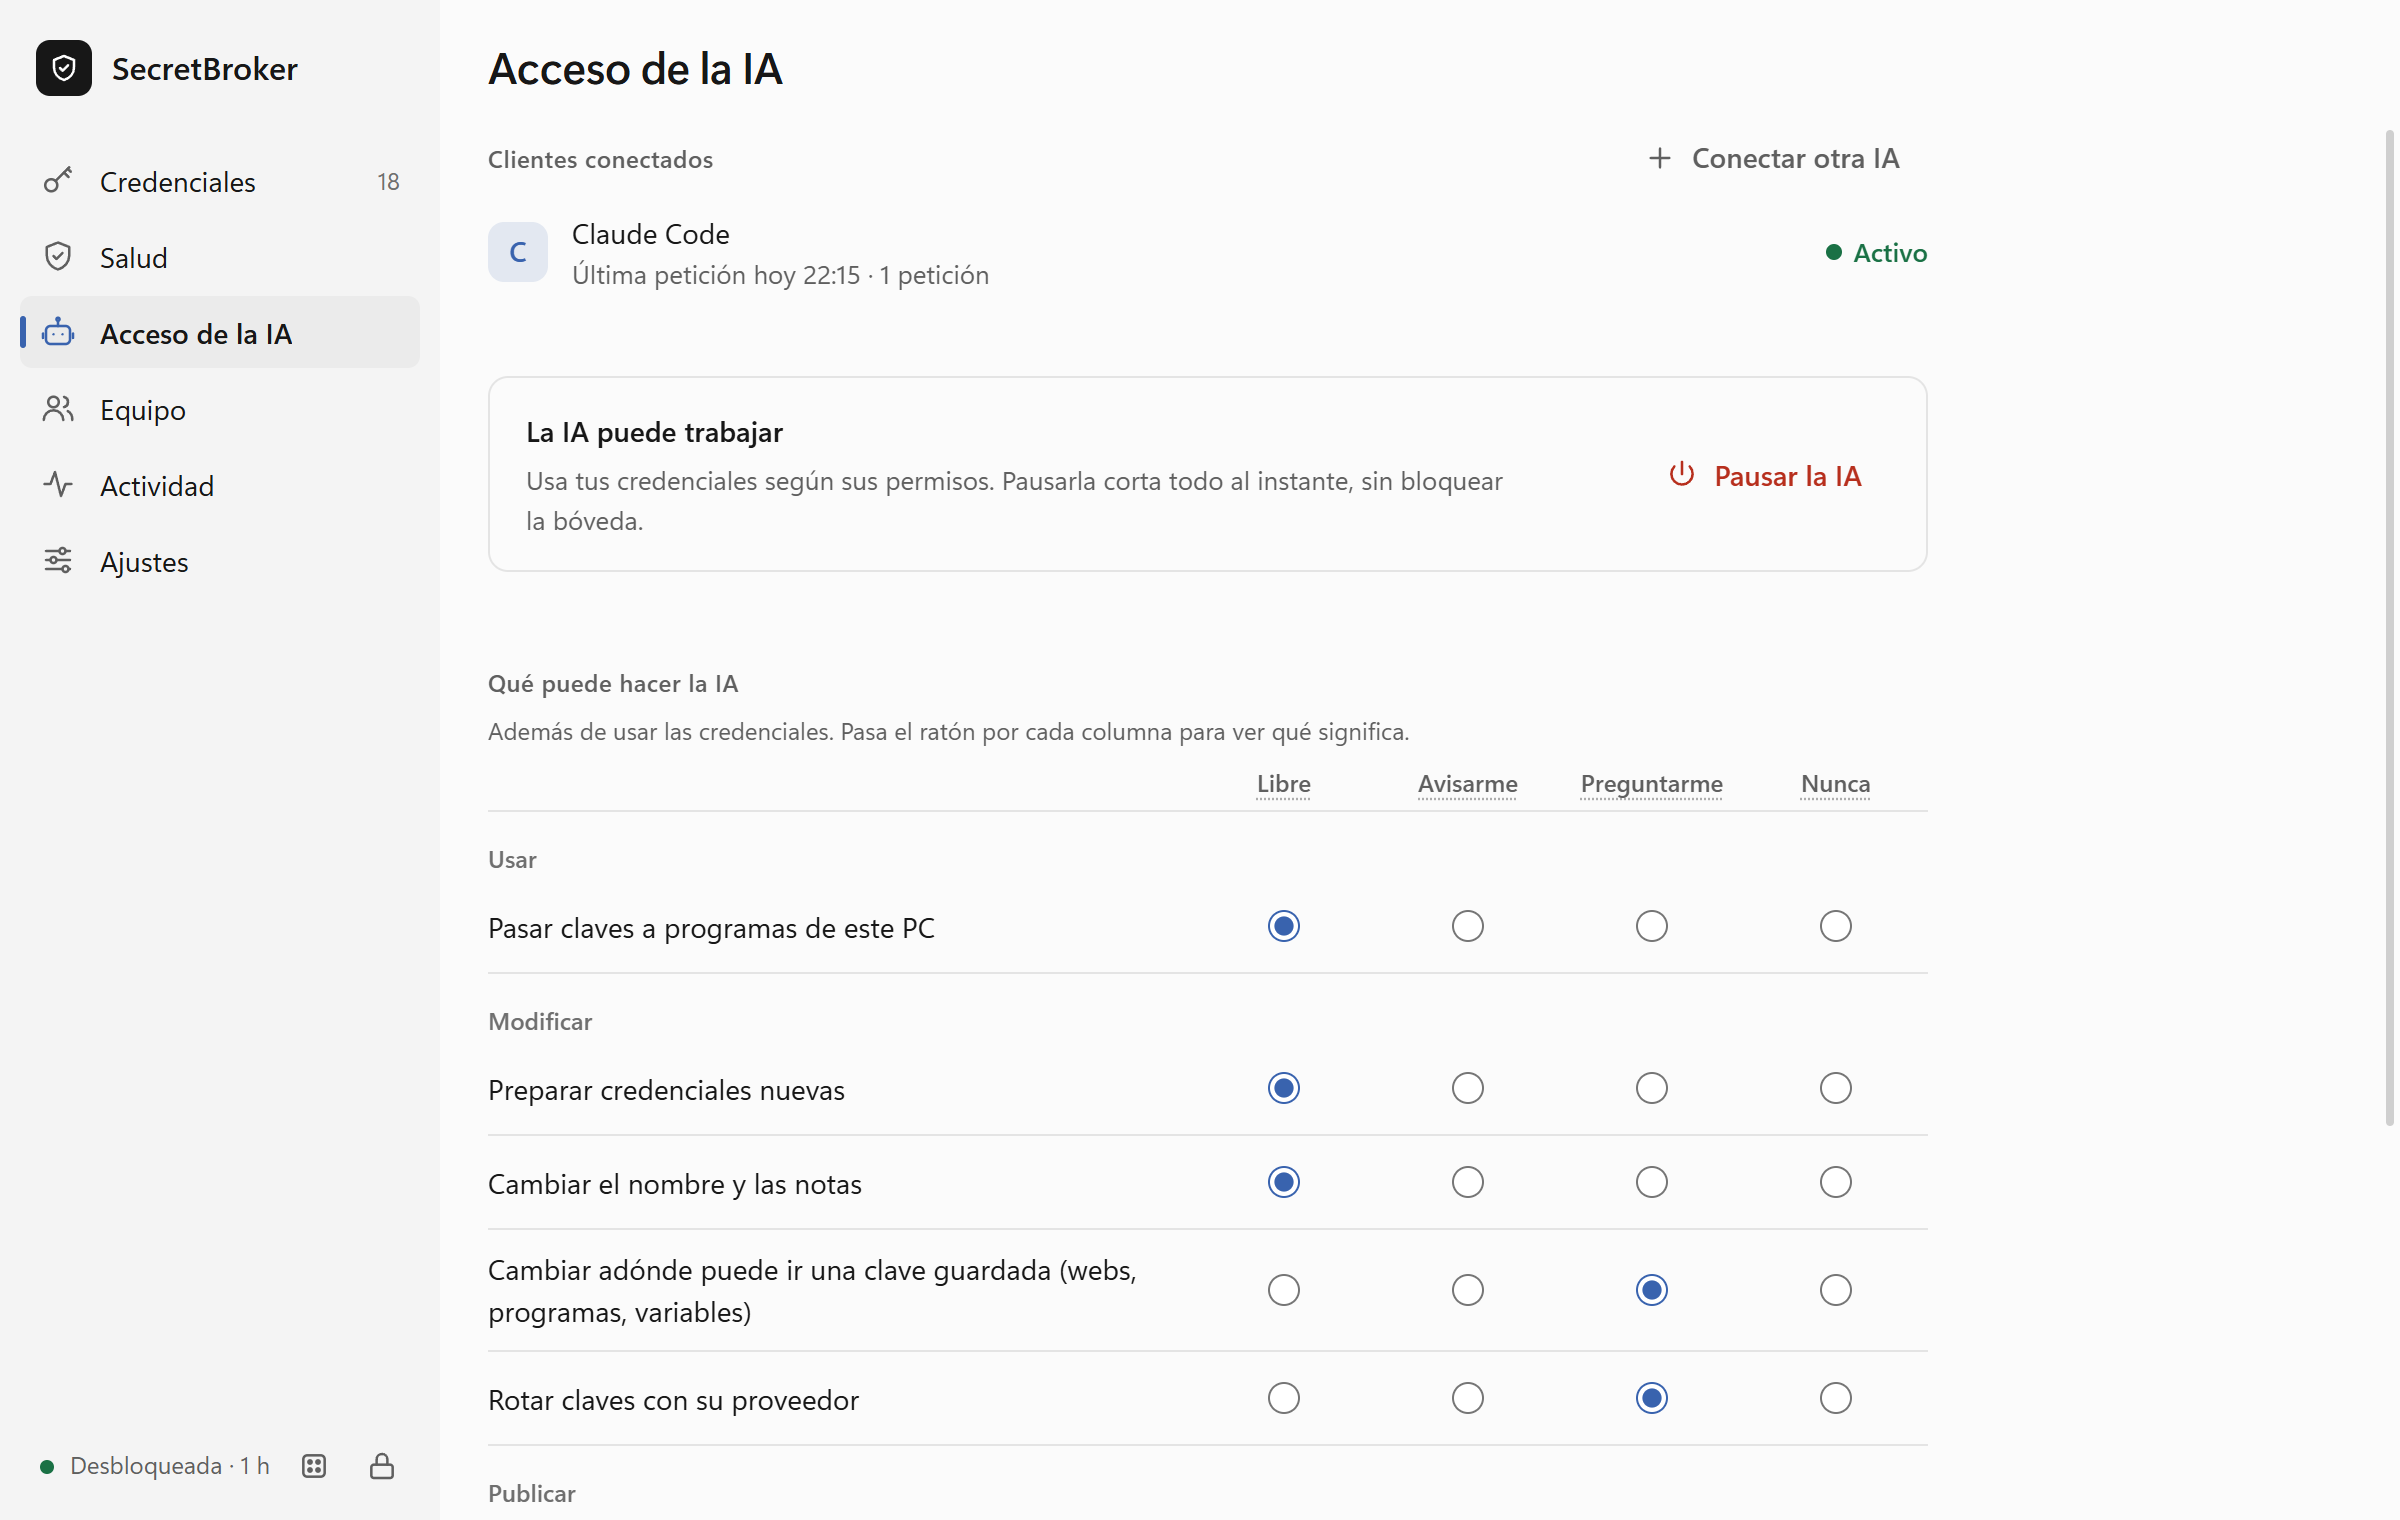 SecretBroker
Credenciales 18
Salud
Acceso de la IA
Equipo
Actividad
Ajustes
Desbloqueada · 1 h
Acceso de la IA
Clientes conectados
Conectar otra IA
C
Claude Code
Última petición hoy 22:15 · 1 petición
Activo
La IA puede trabajar
Usa tus credenciales según sus permisos. Pausarla corta todo al instante, sin bloquear
la bóveda.
Pausar la IA
Qué puede hacer la IA
Además de usar las credenciales. Pasa el ratón por cada columna para ver qué significa.
Libre Avisarme Preguntarme Nunca
Usar
Pasar claves a programas de este PC
Modificar
Preparar credenciales nuevas
Cambiar el nombre y las notas
Cambiar adónde puede ir una clave guardada (webs,
programas, variables)
Rotar claves con su proveedor
Publicar